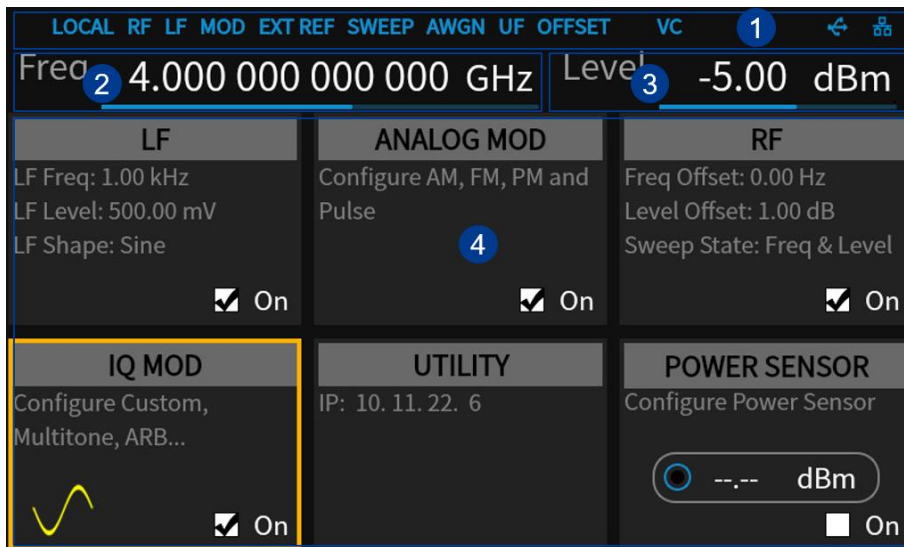 LOCAL RF LF MOD EXT REF SWEEP AWGN UF OFFSET VC 1
Freq 2 4.000 000 000 000 GHz Level 3 -5.00 dBm
LF ANALOG MOD RF
LF Freq: 1.00 kHz Configure AM, FM, PM and Freq Offset: 0.00 Hz
LF Level: 500.00 mV Pulse Level Offset: 1.00 dB
LF Shape: Sine 4 Sweep State: Freq & Level
On On On
IQ MOD UTILITY POWER SENSOR
Configure Custom, IP: 10. 11. 22. 6 Configure Power Sensor
Multitone, ARB...
--.-- dBm
On On